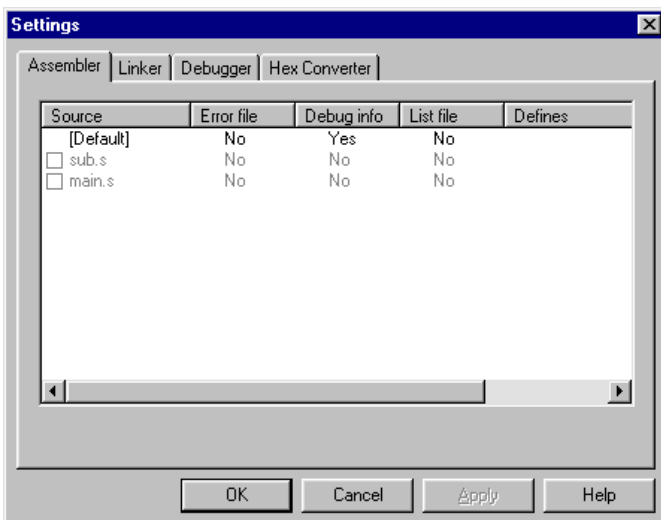 Settings
Assembler Linker Debugger Hex Converter
Source Error file Debug info List file Defines
[Default] No Yes No
sub.s No No No
main.s No No No
OK Cancel Apply Help